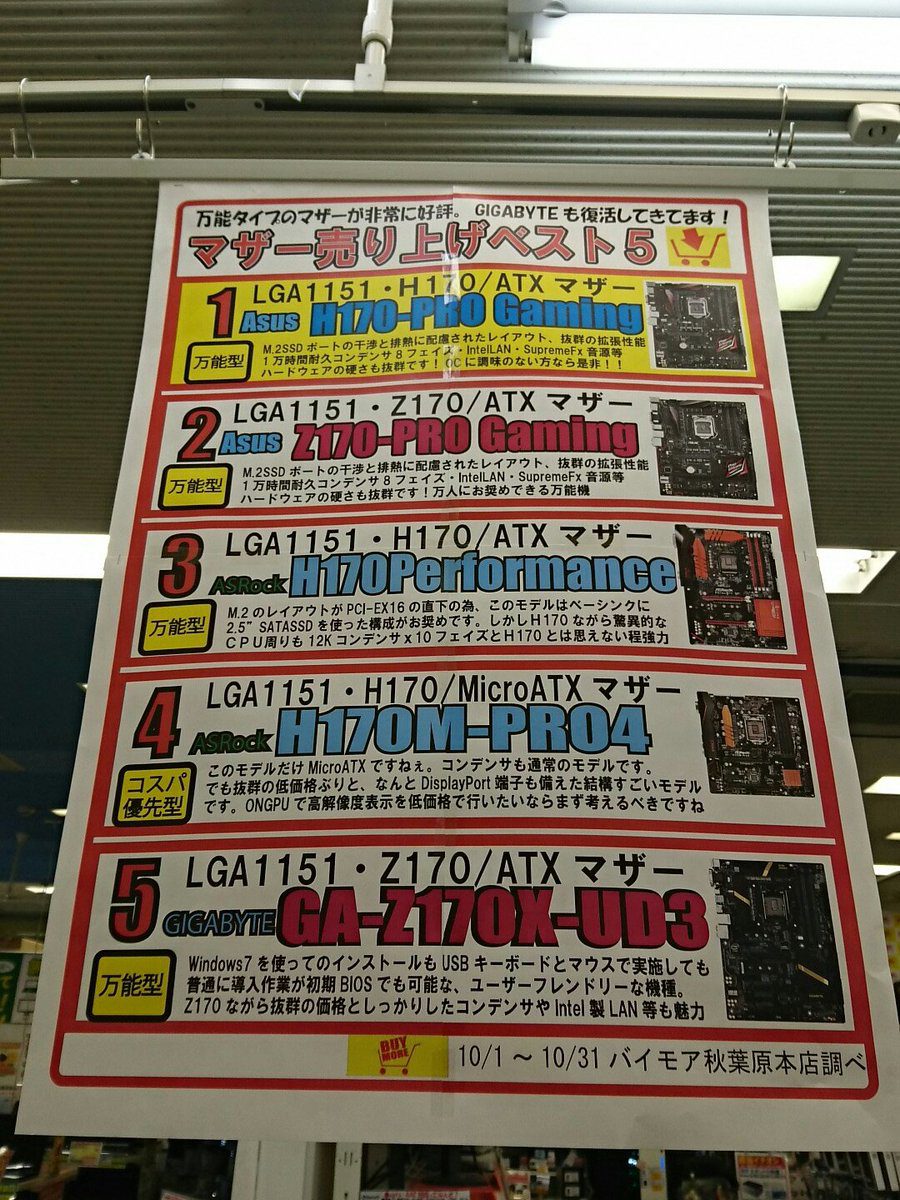 万能タイプのマザーが非常に好評。 GIGABYTEも復活してきてます!
マザー売り上げベスト5
1
LGA1151・H170/ATX マザー
Asus H170-PRO Gaming
万能型
M.2SSD ポートの干渉と排熱に配慮されたレイアウト、抜群の拡張性能
1万時間耐久コンデンサ8フェイズ・IntelLAN・SupremeFx 音源等
ハードウェアの硬さも抜群です! OCに調味のない方なら是非!!
2
LGA1151・Z170/ATX マザー
Asus Z170-PRO Gaming
万能型
M.2SSD ポートの干渉と排熱に配慮されたレイアウト、抜群の拡張性能
1万時間耐久コンデンサ8フェイズ・IntelLAN・SupremeFx 音源等
ハードウェアの硬さも抜群です!万人にお奨めできる万能機
3
LGA1151・H170/ATX マザー
ASRock H170Performance
万能型
M.2のレイアウトがPCI-EX16の直下の為、このモデルはベーシンクに
2.5”SATASSDを使った構成がお奨めです。しかしH170ながら驚異的な
CPU周りも12Kコンデンサx10フェイズとH170とは思えない程強力
4
LGA1151・H170/MicroATX マザー
ASRock H170M-PRO4
コスパ
優先型
このモデルだけMicroATXですねぇ。コンデンサも通常のモデルです。
でも抜群の低価格ぶりと、なんとDisplayPort端子も備えた結構すごいモデル
です。ONGPUで高解像度表示を低価格で行いたいならまず考えるべきですね
5
LGA1151・Z170/ATX マザー
GIGABYTE GA-Z170X-UD3
万能型
Windows7を使ってのインストールもUSBキーボードとマウスで実施しても
普通に導入作業が初期BIOSでも可能な、ユーザーフレンドリーな機種。
Z170ながら抜群の価格としっかりしたコンデンサやIntel製LAN等も魅力
BUY
MORE
10/1～10/31 バイモア秋葉原本店調べ